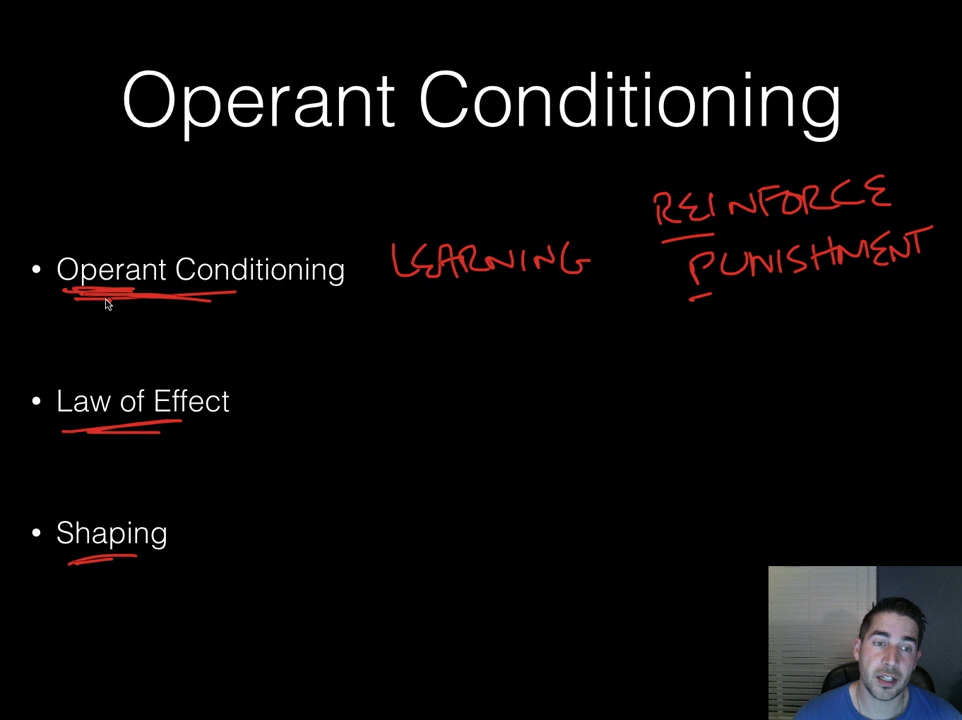 Operant Conditioning
REINFORCE
PUNISHMENT
• Operant Conditioning LEARNING
• Law of Effect
• Shaping